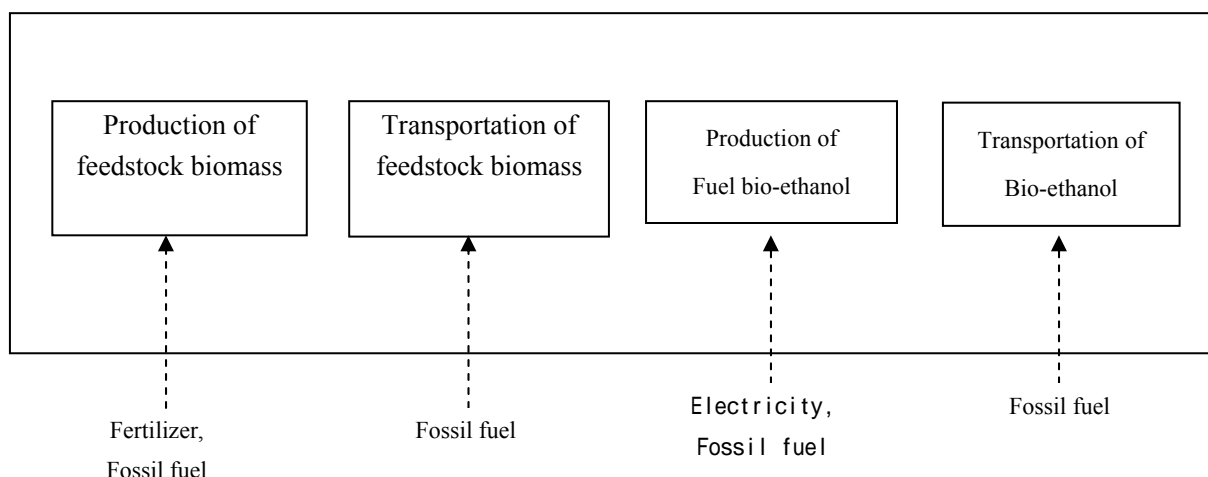 Production of
feedstock biomass
Transportation of
feedstock biomass
Production of
Fuel bio-ethanol
Transportation of
Bio-ethanol
Fertilizer,
Fossil fuel
Fossil fuel
Electricity,
Fossil fuel
Fossil fuel